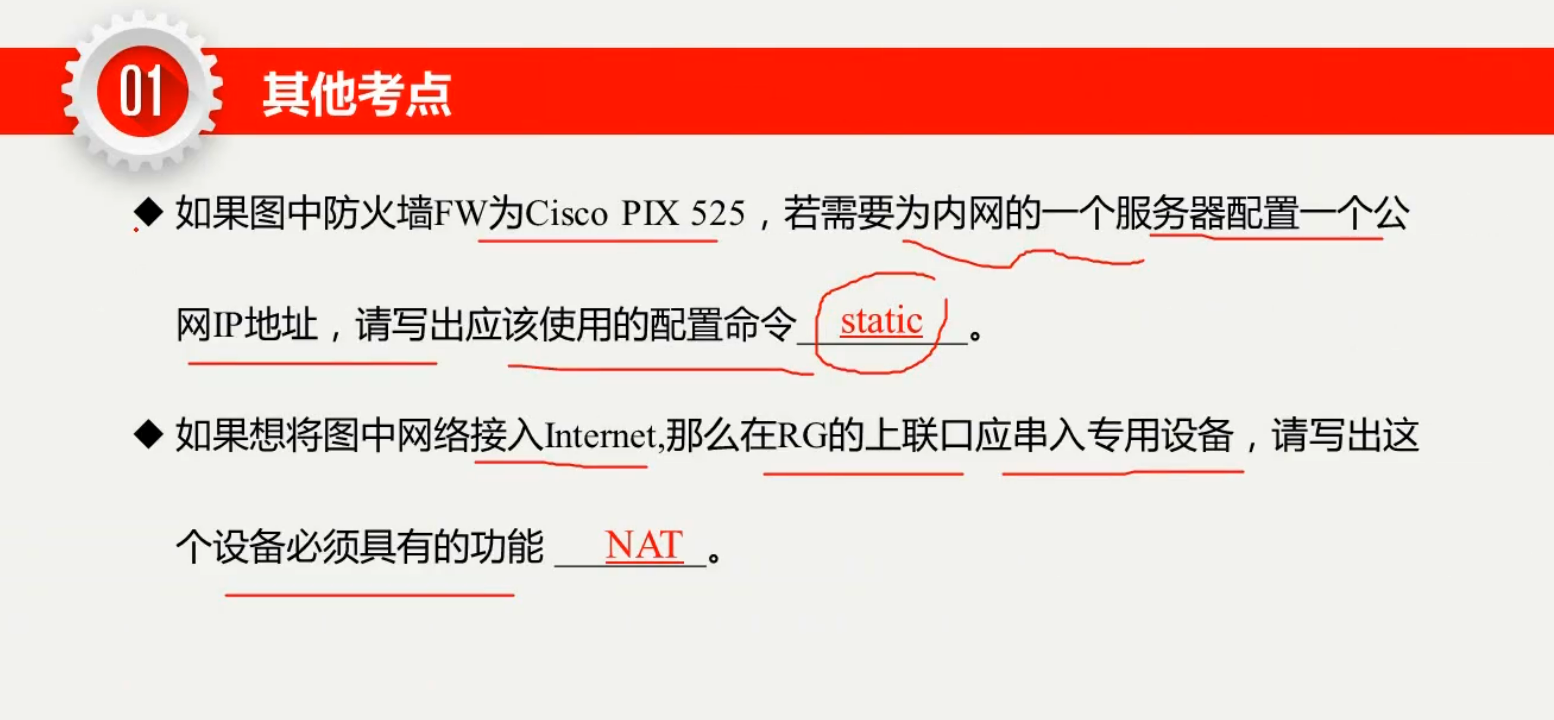 01 其他考点
◆ 如果图中防火墙FW为Cisco PIX 525，若需要为内网的一个服务器配置一个公
网IP地址，请写出应该使用的配置命令 static 。
◆ 如果想将图中网络接入Internet,那么在RG的上联口应串入专用设备，请写出这
个设备必须具有的功能 NAT 。